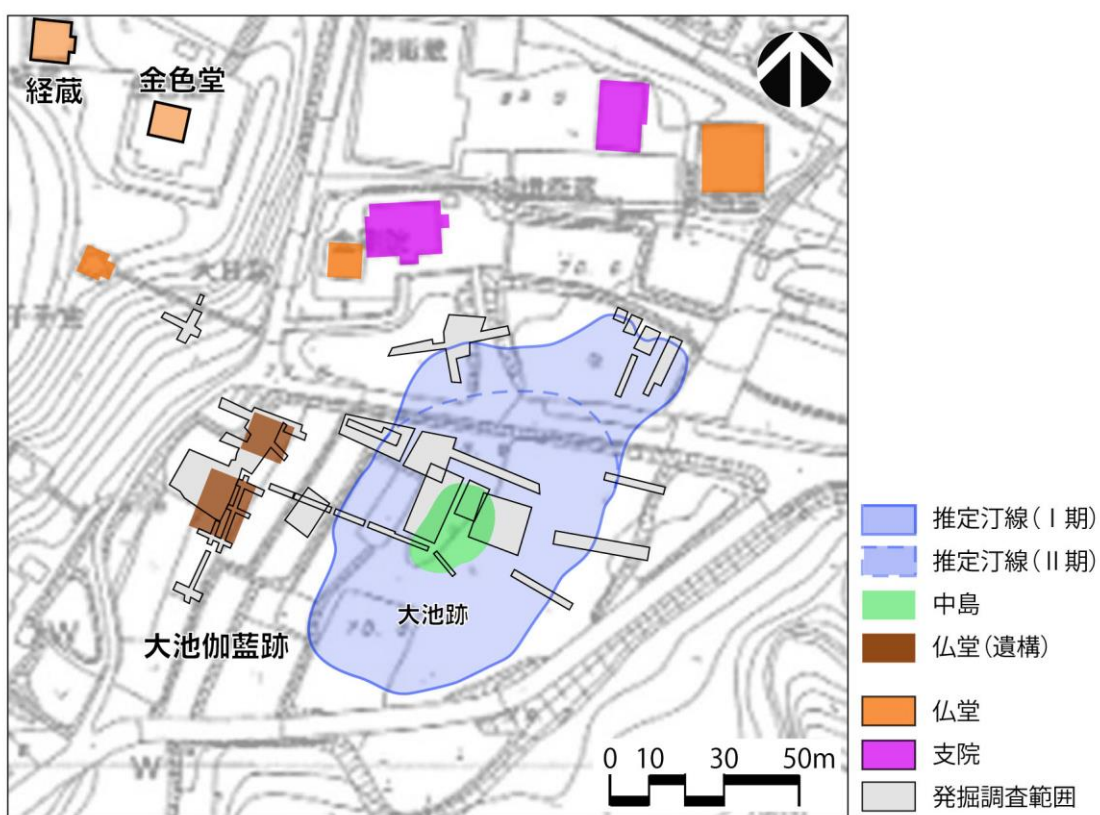 経蔵
金色堂
大池跡
70.
大池伽藍跡
W
W
0 10 30 50m
推定汀線(Ⅰ期)
推定汀線(Ⅱ期)
中島
仏堂(遺構)
仏堂
支院
発掘調査範囲